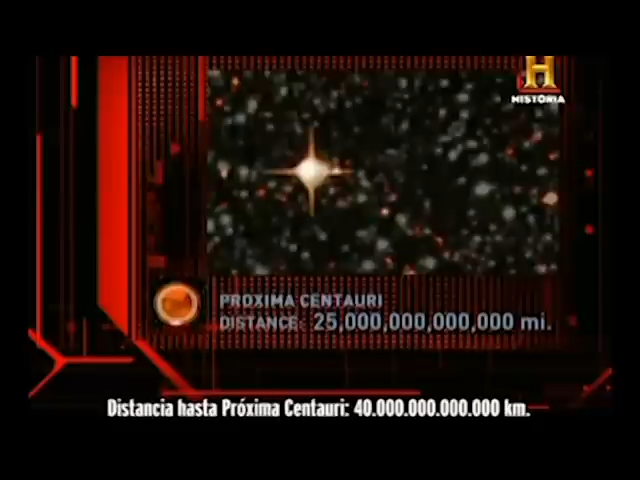 H
HISTORIA
PROXIMA CENTAURI
DISTANCE: 25,000,000,000,000 mi.
Distancia hasta Próxima Centauri: 40.000.000.000.000 km.